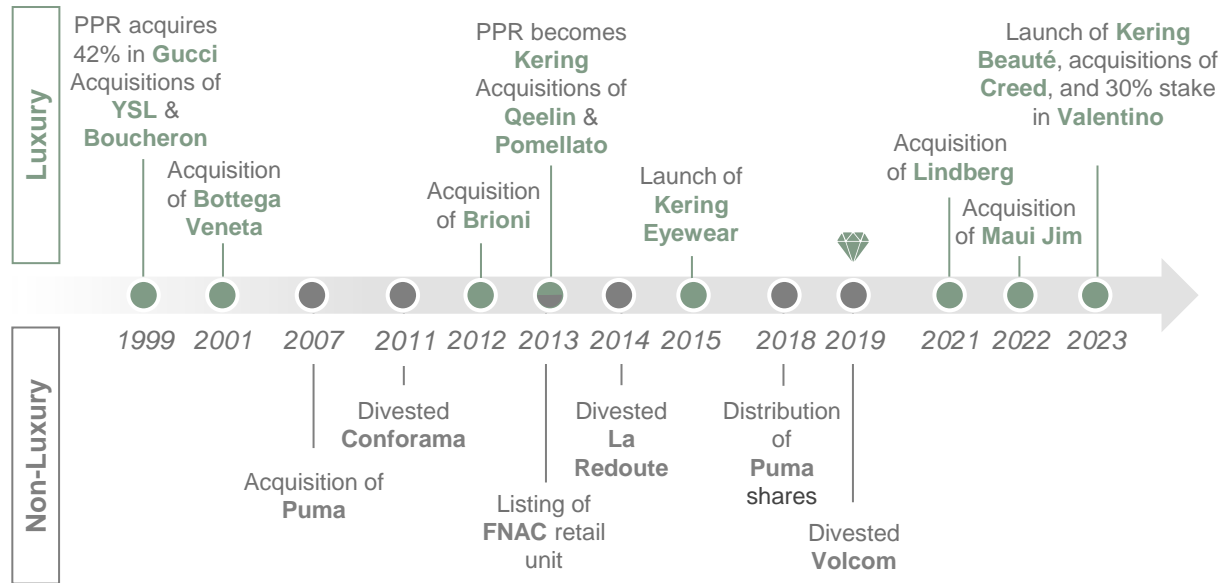 Luxury
PPR acquires
42% in Gucci
Acquisitions of
YSL &
Boucheron
Acquisition
of Bottega
Veneta
Acquisition
of Brioni
PPR becomes
Kering
Acquisitions of
Qeelin &
Pomellato
Launch of
Kering
Eyewear
Acquisition
of Lindberg
Acquisition
of Maui Jim
Launch of Kering
Beauté, acquisitions of
Creed, and 30% stake
in Valentino
1999 2001 2007 2011 2012 2013 2014 2015 2018 2019 2021 2022 2023
Non-Luxury
Acquisition of
Puma
Divested
Conforama
Listing of
FNAC retail
unit
Divested
La
Redoute
Distribution
of
Puma
shares
Divested
Volcom